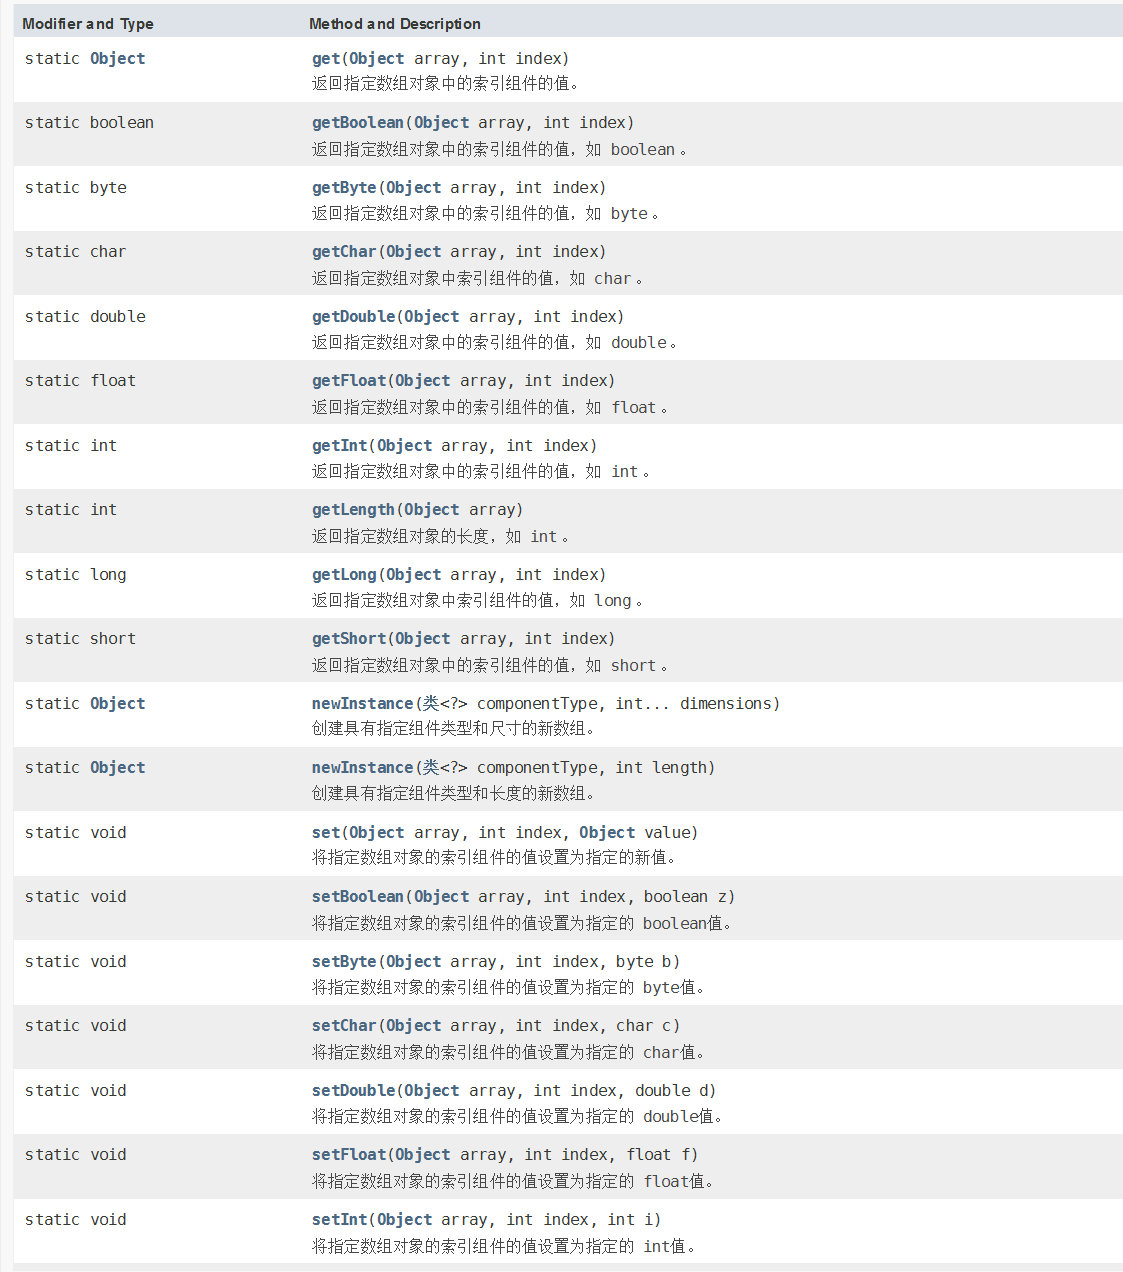 Modifier and Type Method and Description
static Object get(Object array, int index)
返回指定数组对象中的索引组件的值。
static boolean getBoolean(Object array, int index)
返回指定数组对象中的索引组件的值，如 boolean 。
static byte getByte(Object array, int index)
返回指定数组对象中的索引组件的值，如 byte 。
static char getChar(Object array, int index)
返回指定数组对象中索引组件的值，如 char 。
static double getDouble(Object array, int index)
返回指定数组对象中的索引组件的值，如 double 。
static float getFloat(Object array, int index)
返回指定数组对象中的索引组件的值，如 float 。
static int getInt(Object array, int index)
返回指定数组对象中的索引组件的值，如 int 。
static int getLength(Object array)
返回指定数组对象的长度，如 int 。
static long getLong(Object array, int index)
返回指定数组对象中索引组件的值，如 long 。
static short getShort(Object array, int index)
返回指定数组对象中的索引组件的值，如 short 。
static Object newInstance(类<?> componentType, int... dimensions)
创建具有指定组件类型和尺寸的新数组。
static Object newInstance(类<?> componentType, int length)
创建具有指定组件类型和长度的新数组。
static void set(Object array, int index, Object value)
将指定数组对象的索引组件的值设置为指定的新值。
static void setBoolean(Object array, int index, boolean z)
将指定数组对象的索引组件的值设置为指定的 boolean值。
static void setByte(Object array, int index, byte b)
将指定数组对象的索引组件的值设置为指定的 byte值。
static void setChar(Object array, int index, char c)
将指定数组对象的索引组件的值设置为指定的 char值。
static void setDouble(Object array, int index, double d)
将指定数组对象的索引组件的值设置为指定的 double值。
static void setFloat(Object array, int index, float f)
将指定数组对象的索引组件的值设置为指定的 float值。
static void setInt(Object array, int index, int i)
将指定数组对象的索引组件的值设置为指定的 int值。